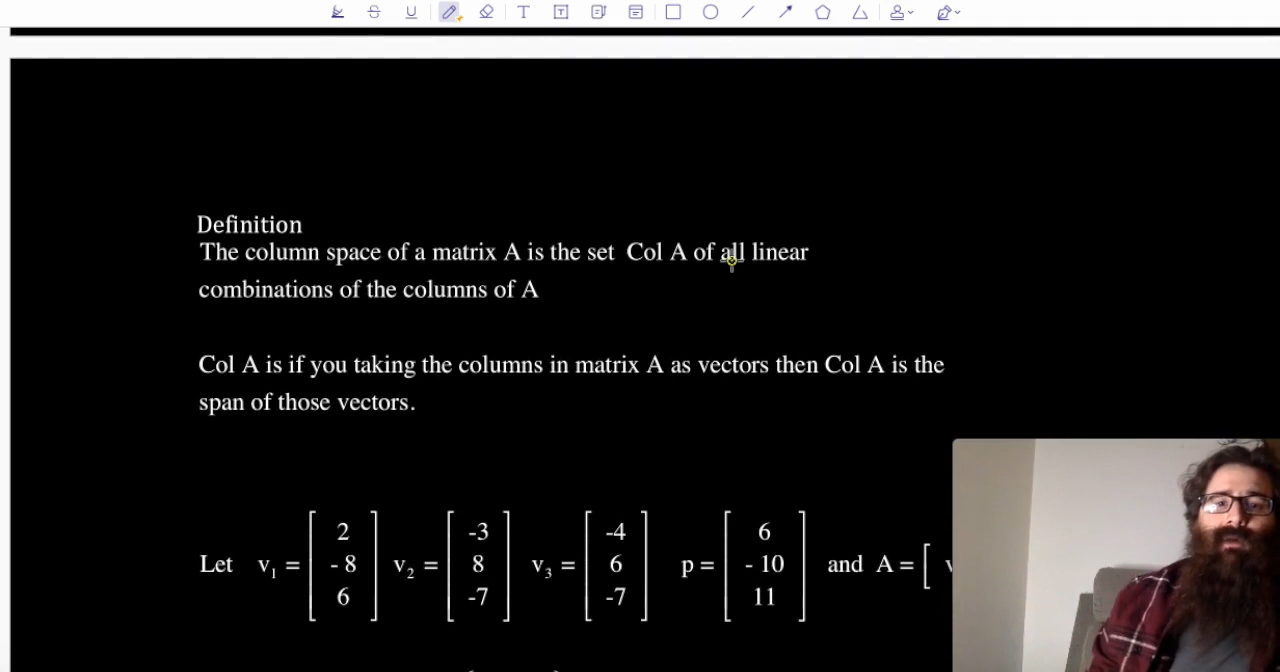 Definition
The column space of a matrix A is the set Col A of all linear
combinations of the columns of A
Col A is if you taking the columns in matrix A as vectors then Col A is the
span of those vectors.
Let v₁ = [ 2 - 8 6 ] v₂ = [ -3 8 -7 ] v₃ = [ -4 6 -7 ] p = [ 6 - 10 11 ] and A = [